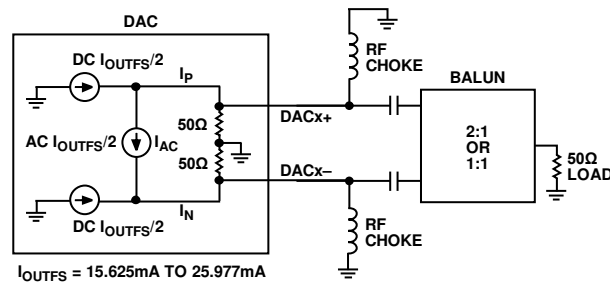 DAC
DC IOUTFS/2
IP
AC IOUTFS/2
IAC
50Ω
50Ω
DC IOUTFS/2
IN
DACx+
DACx–
RF
CHOKE
RF
CHOKE
BALUN
2:1
OR
1:1
50Ω
LOAD
IOUTFS = 15.625mA TO 25.977mA